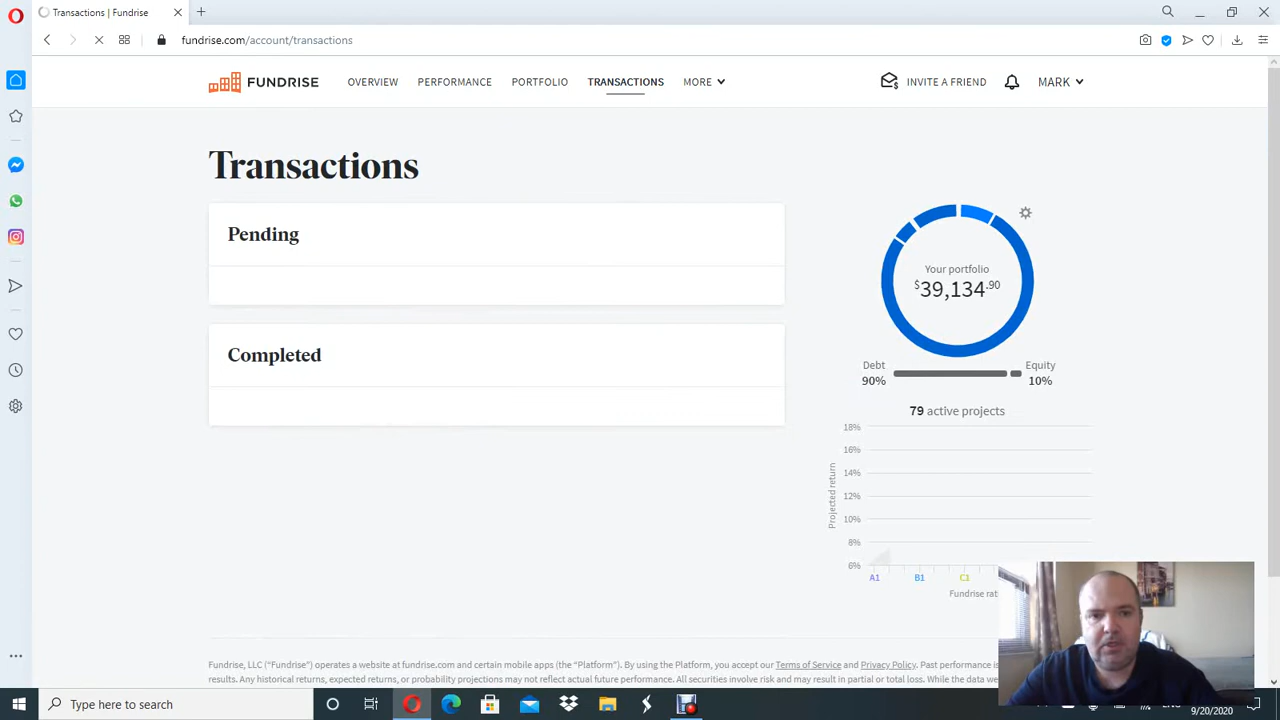 Transactions | Fundrise
fundrise.com/account/transactions
FUNDRISE
OVERVIEW
PERFORMANCE
PORTFOLIO
TRANSACTIONS
MORE
INVITE A FRIEND
MARK
Transactions
Pending
Completed
Your portfolio
$39,134.90
Debt
90%
Equity
10%
79 active projects
18%
16%
14%
12%
10%
8%
6%
Projected return
A1
B1
C1
Fundrise rati
Fundrise, LLC ("Fundrise") operates a website at fundrise.com and certain mobile apps (the "Platform"). By using the Platform, you accept our Terms of Service and Privacy Policy. Past performance is
results. Any historical returns, expected returns, or probability projections may not reflect actual future performance. All securities involve risk and may result in partial or total loss. While the data we
Type here to search
9/20/2020